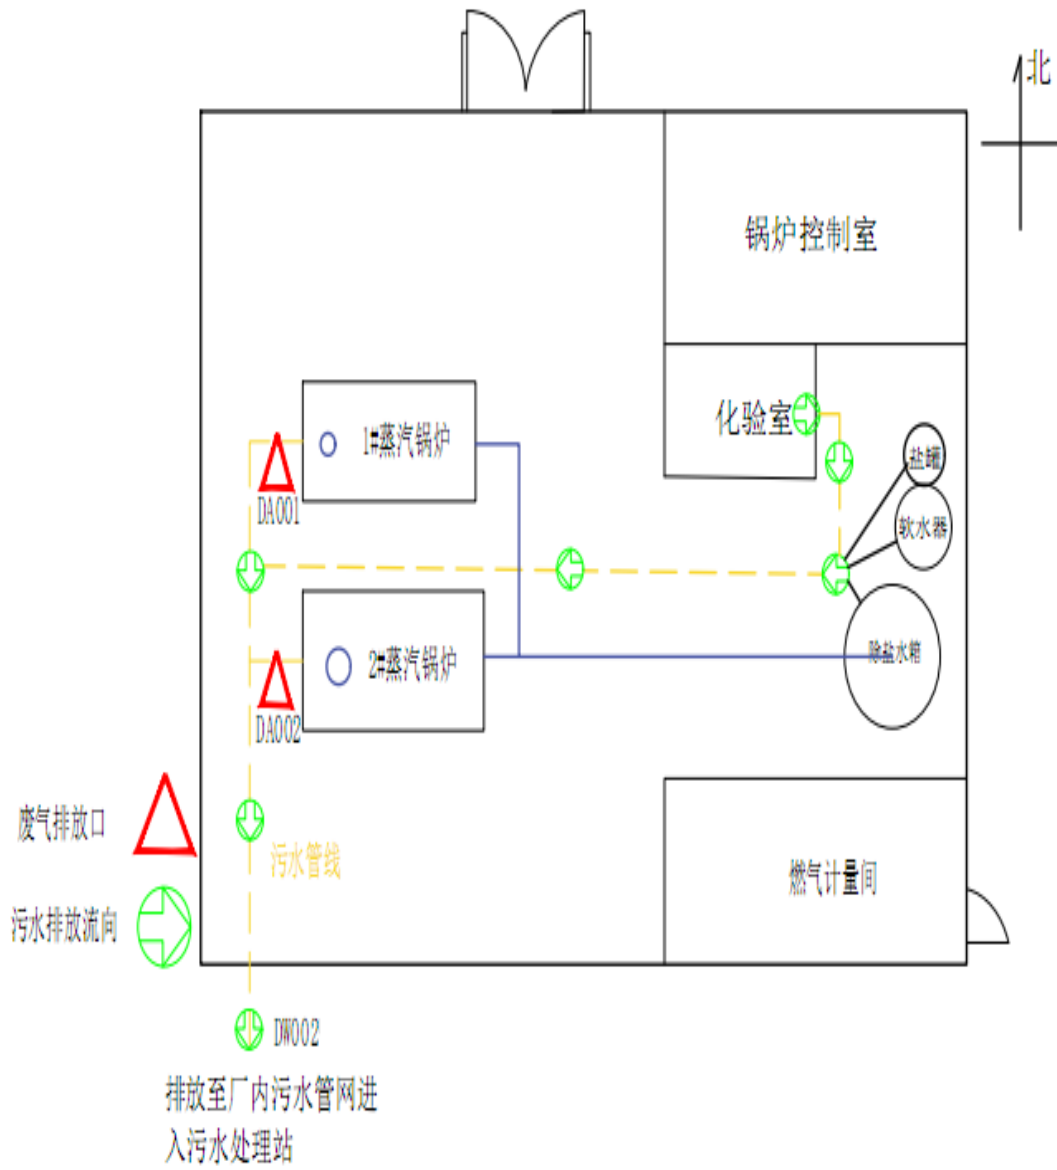 北
锅炉控制室
化验室
盐罐
1#蒸汽锅炉
DA001
软水器
除盐水箱
2#蒸汽锅炉
DA002
废气排放口
污水管线
燃气计量间
污水排放流向
DW002
排放至厂内污水管网进
入污水处理站